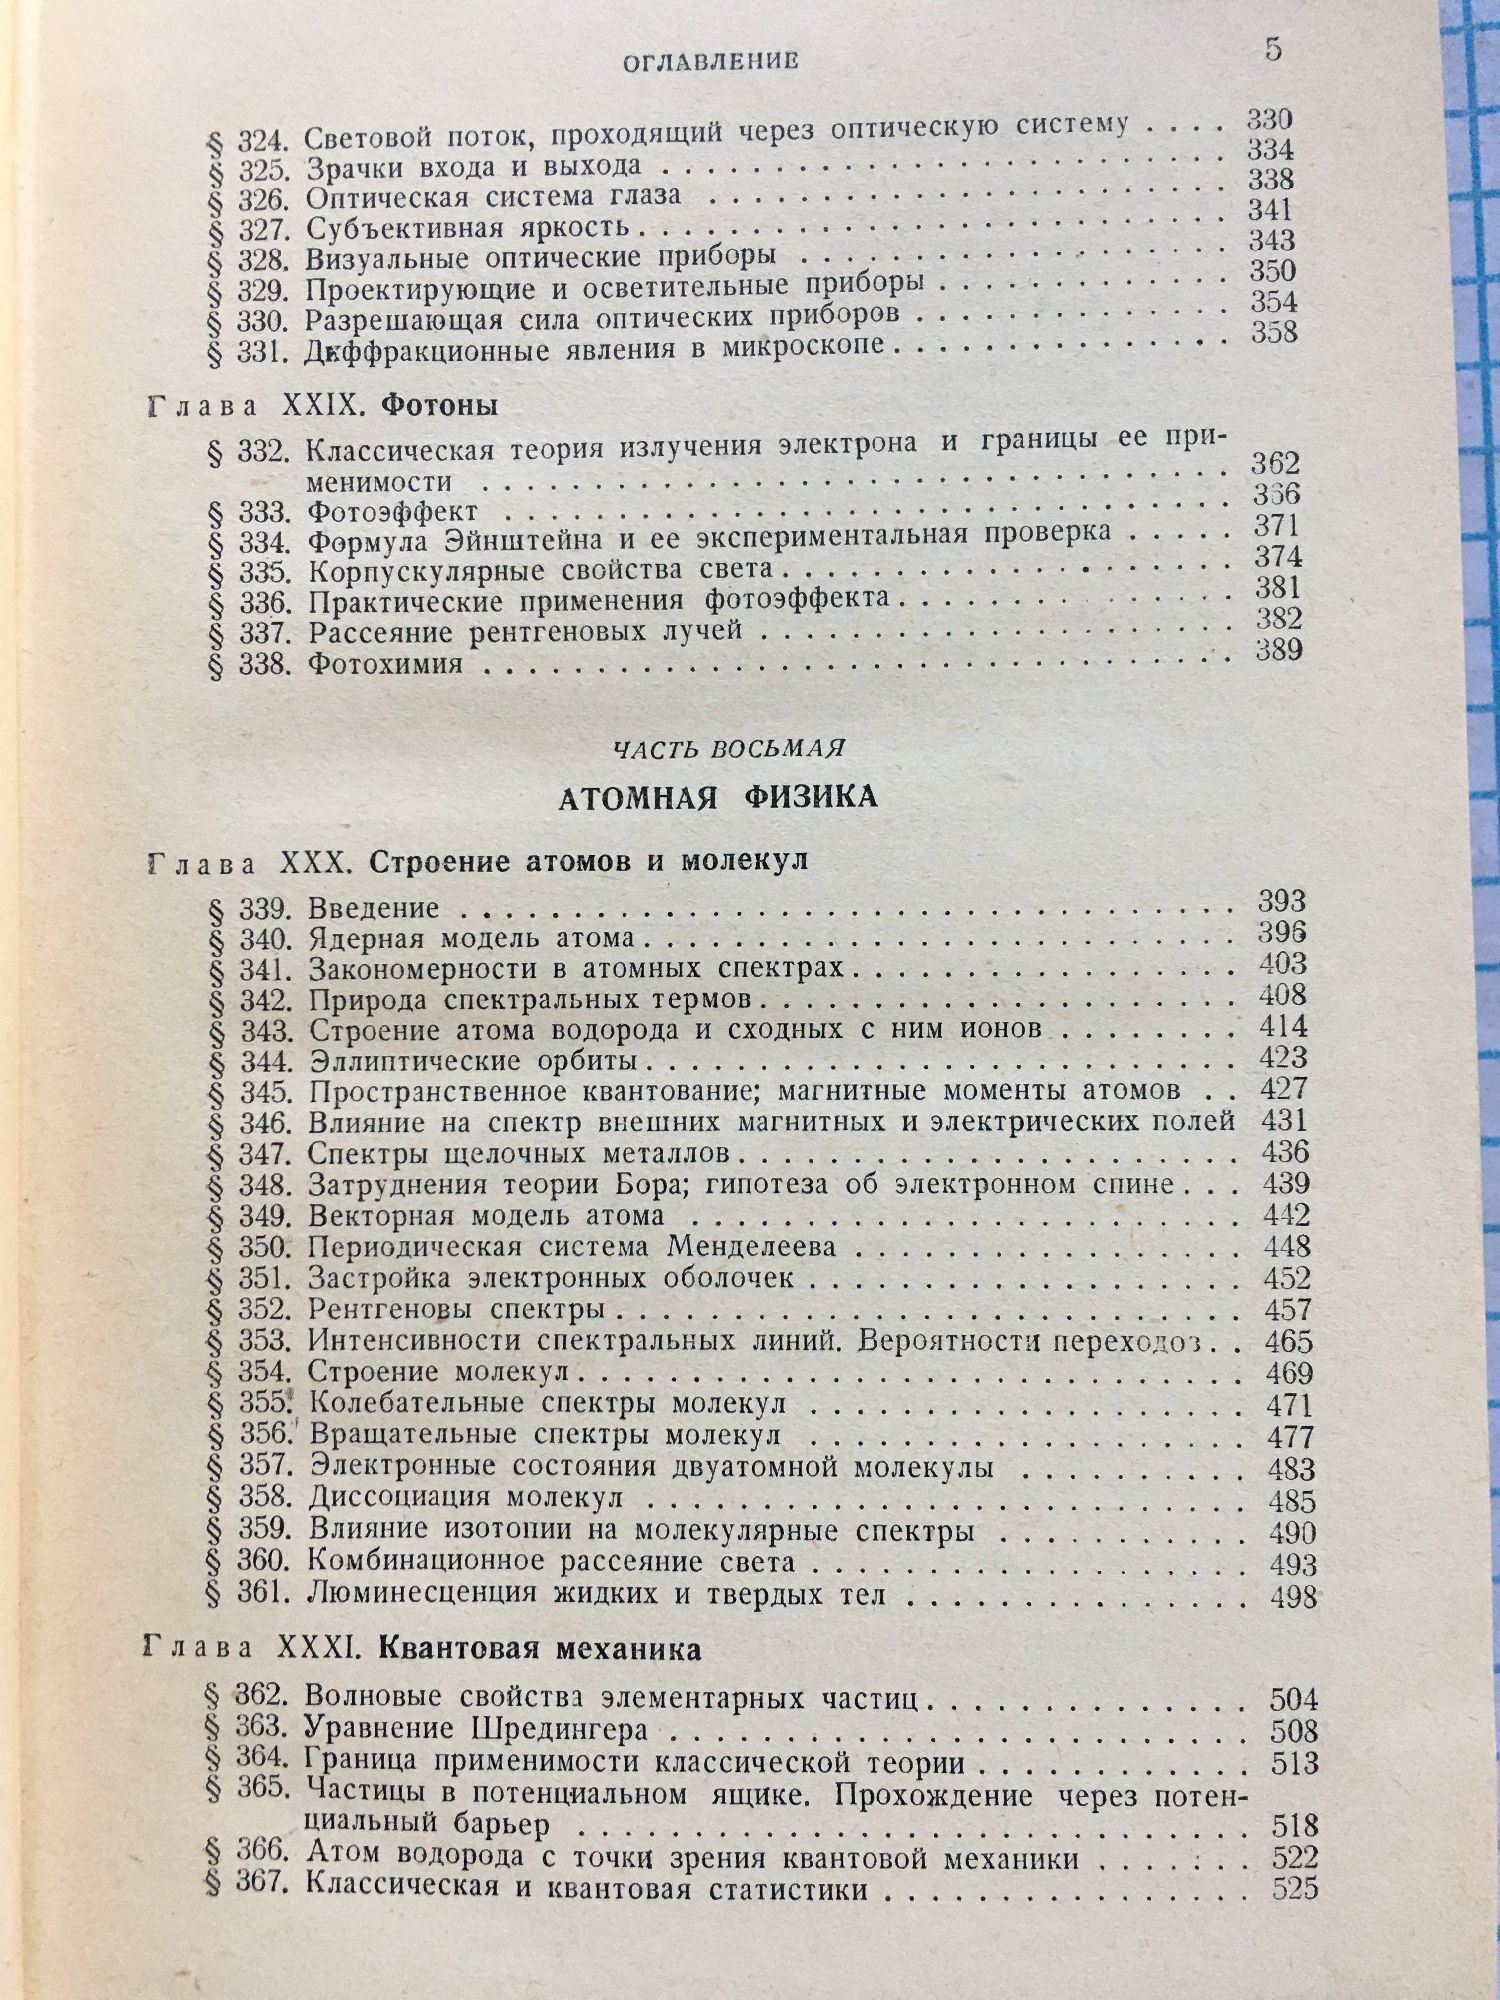 ОГЛАВЛЕНИЕ 5
§ 324. Световой поток, проходящий через оптическую систему . . . . 330
§ 325. Зрачки входа и выхода . . . . . . . . . . . . . . . . . . . . . . . . . 334
§ 326. Оптическая система глаза . . . . . . . . . . . . . . . . . . . . . . . 338
§ 327. Субъективная яркость . . . . . . . . . . . . . . . . . . . . . . . . . . 341
§ 328. Визуальные оптические приборы . . . . . . . . . . . . . . . . . . . 343
§ 329. Проектирующие и осветительные приборы . . . . . . . . . . . . . 350
§ 330. Разрешающая сила оптических приборов . . . . . . . . . . . . . . 354
§ 331. Диффракционные явления в микроскопе . . . . . . . . . . . . . . . 358
Глава XXIX. Фотоны
§ 332. Классическая теория излучения электрона и границы ее при-
менимости . . . . . . . . . . . . . . . . . . . . . . . . . . . . . . . . . 362
§ 333. Фотоэффект . . . . . . . . . . . . . . . . . . . . . . . . . . . . . . . . 366
§ 334. Формула Эйнштейна и ее экспериментальная проверка . . . . . 371
§ 335. Корпускулярные свойства света . . . . . . . . . . . . . . . . . . . . 374
§ 336. Практические применения фотоэффекта . . . . . . . . . . . . . . . 381
§ 337. Рассеяние рентгеновых лучей . . . . . . . . . . . . . . . . . . . . . 382
§ 338. Фотохимия . . . . . . . . . . . . . . . . . . . . . . . . . . . . . . . . . 389
ЧАСТЬ ВОСЬМАЯ
АТОМНАЯ ФИЗИКА
Глава XXX. Строение атомов и молекул
§ 339. Введение . . . . . . . . . . . . . . . . . . . . . . . . . . . . . . . . . . 393
§ 340. Ядерная модель атома . . . . . . . . . . . . . . . . . . . . . . . . . . 396
§ 341. Закономерности в атомных спектрах . . . . . . . . . . . . . . . . . 403
§ 342. Природа спектральных термов . . . . . . . . . . . . . . . . . . . . . 408
§ 343. Строение атома водорода и сходных с ним ионов . . . . . . . . 414
§ 344. Эллиптические орбиты . . . . . . . . . . . . . . . . . . . . . . . . . . 423
§ 345. Пространственное квантование; магнитные моменты атомов . . 427
§ 346. Влияние на спектр внешних магнитных и электрических полей 431
§ 347. Спектры щелочных металлов . . . . . . . . . . . . . . . . . . . . . . 436
§ 348. Затруднения теории Бора; гипотеза об электронном спине . . . 439
§ 349. Векторная модель атома . . . . . . . . . . . . . . . . . . . . . . . . 442
§ 350. Периодическая система Менделеева . . . . . . . . . . . . . . . . . 448
§ 351. Застройка электронных оболочек . . . . . . . . . . . . . . . . . . . 452
§ 352. Рентгеновы спектры . . . . . . . . . . . . . . . . . . . . . . . . . . . 457
§ 353. Интенсивности спектральных линий. Вероятности переходов . . 465
§ 354. Строение молекул . . . . . . . . . . . . . . . . . . . . . . . . . . . . . 469
§ 355. Колебательные спектры молекул . . . . . . . . . . . . . . . . . . . 471
§ 356. Вращательные спектры молекул . . . . . . . . . . . . . . . . . . . 477
§ 357. Электронные состояния двуатомной молекулы . . . . . . . . . . 483
§ 358. Диссоциация молекул . . . . . . . . . . . . . . . . . . . . . . . . . . 485
§ 359. Влияние изотопии на молекулярные спектры . . . . . . . . . . . 490
§ 360. Комбинационное рассеяние света . . . . . . . . . . . . . . . . . . . 493
§ 361. Люминесценция жидких и твердых тел . . . . . . . . . . . . . . . 498
Глава XXXI. Квантовая механика
§ 362. Волновые свойства элементарных частиц . . . . . . . . . . . . . . 504
§ 363. Уравнение Шредингера . . . . . . . . . . . . . . . . . . . . . . . . . 508
§ 364. Граница применимости классической теории . . . . . . . . . . . . 513
§ 365. Частицы в потенциальном ящике. Прохождение через потен-
циальный барьер . . . . . . . . . . . . . . . . . . . . . . . . . . . . . 518
§ 366. Атом водорода с точки зрения квантовой механики . . . . . . . 522
§ 367. Классическая и квантовая статистики . . . . . . . . . . . . . . . . 525